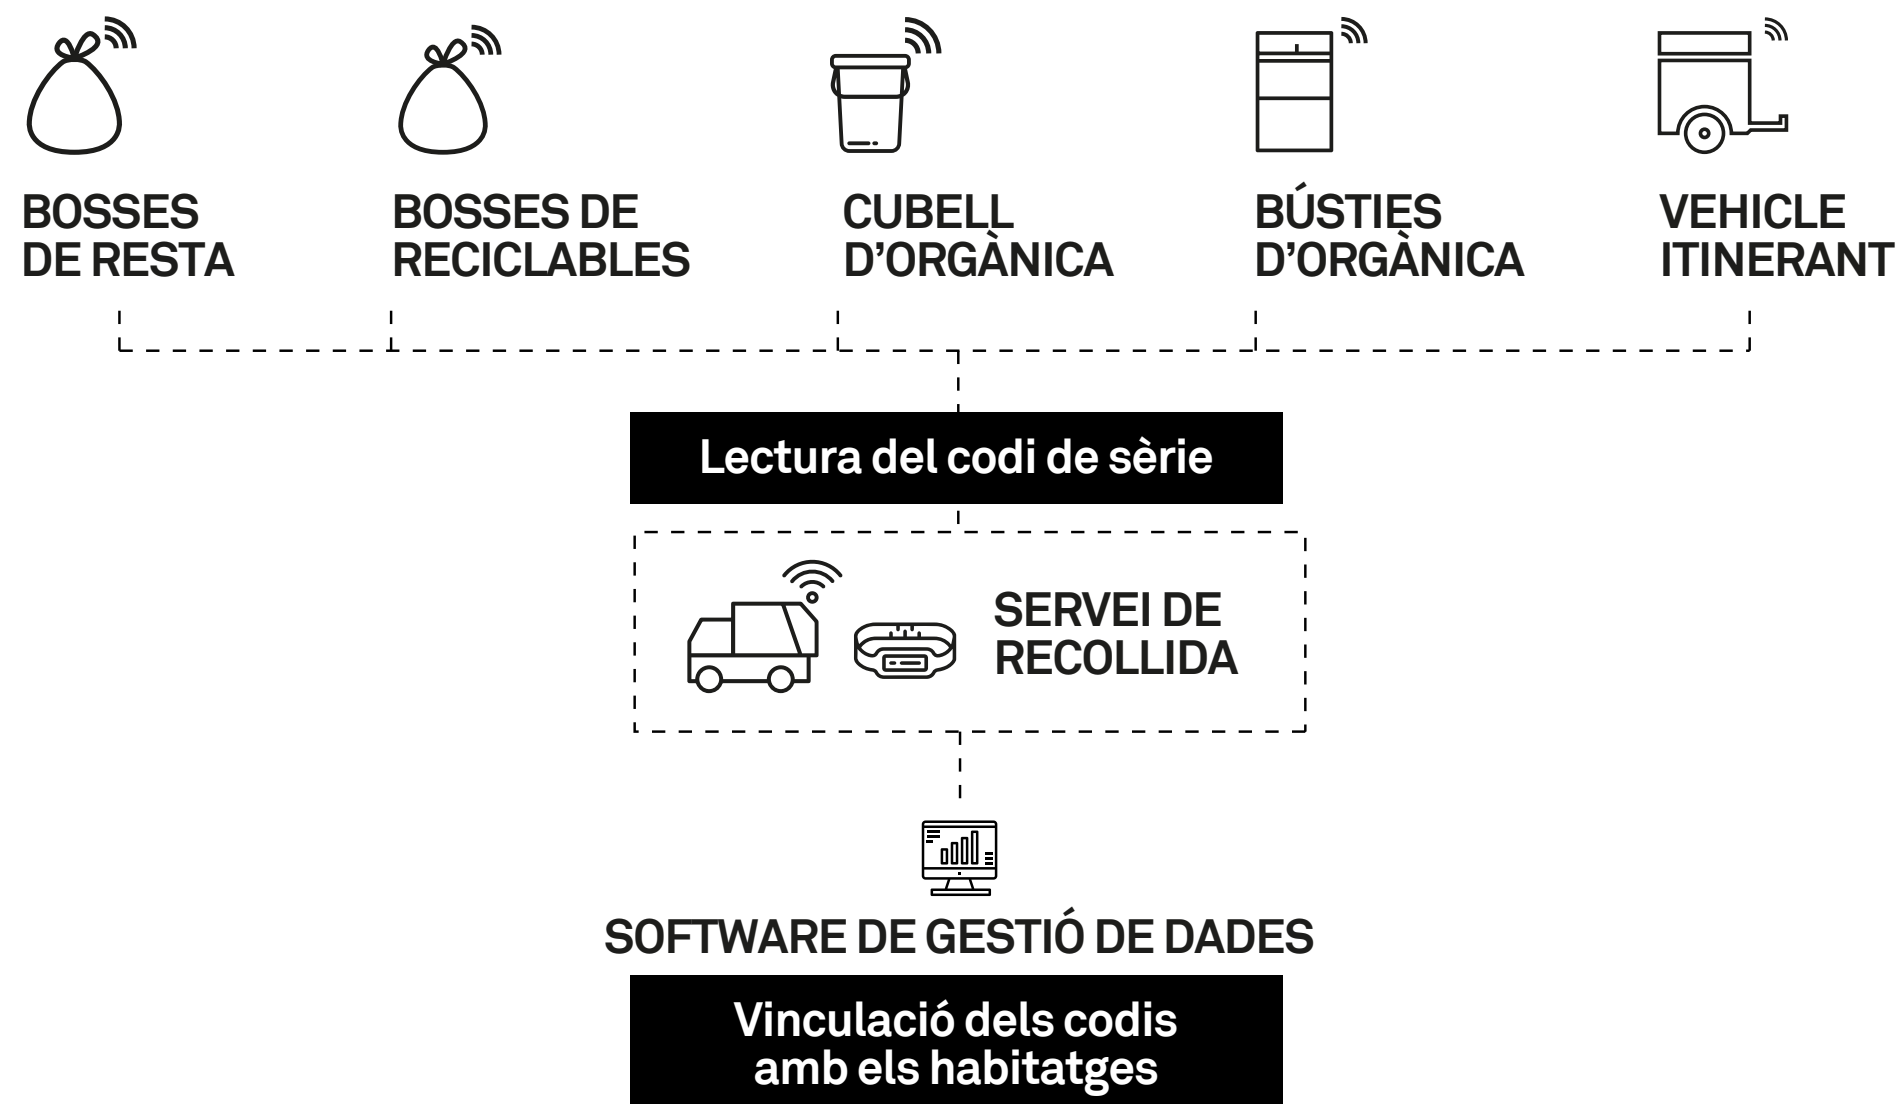 BOSSES
DE RESTA
BOSSES DE
RECICLABLES
CUBELL
D’ORGÀNICA
BÚSTIES
D’ORGÀNICA
VEHICLE
ITINERANT
Lectura del codi de sèrie
SERVEI DE
RECOLLIDA
SOFTWARE DE GESTIÓ DE DADES
Vinculació dels codis
amb els habitatges